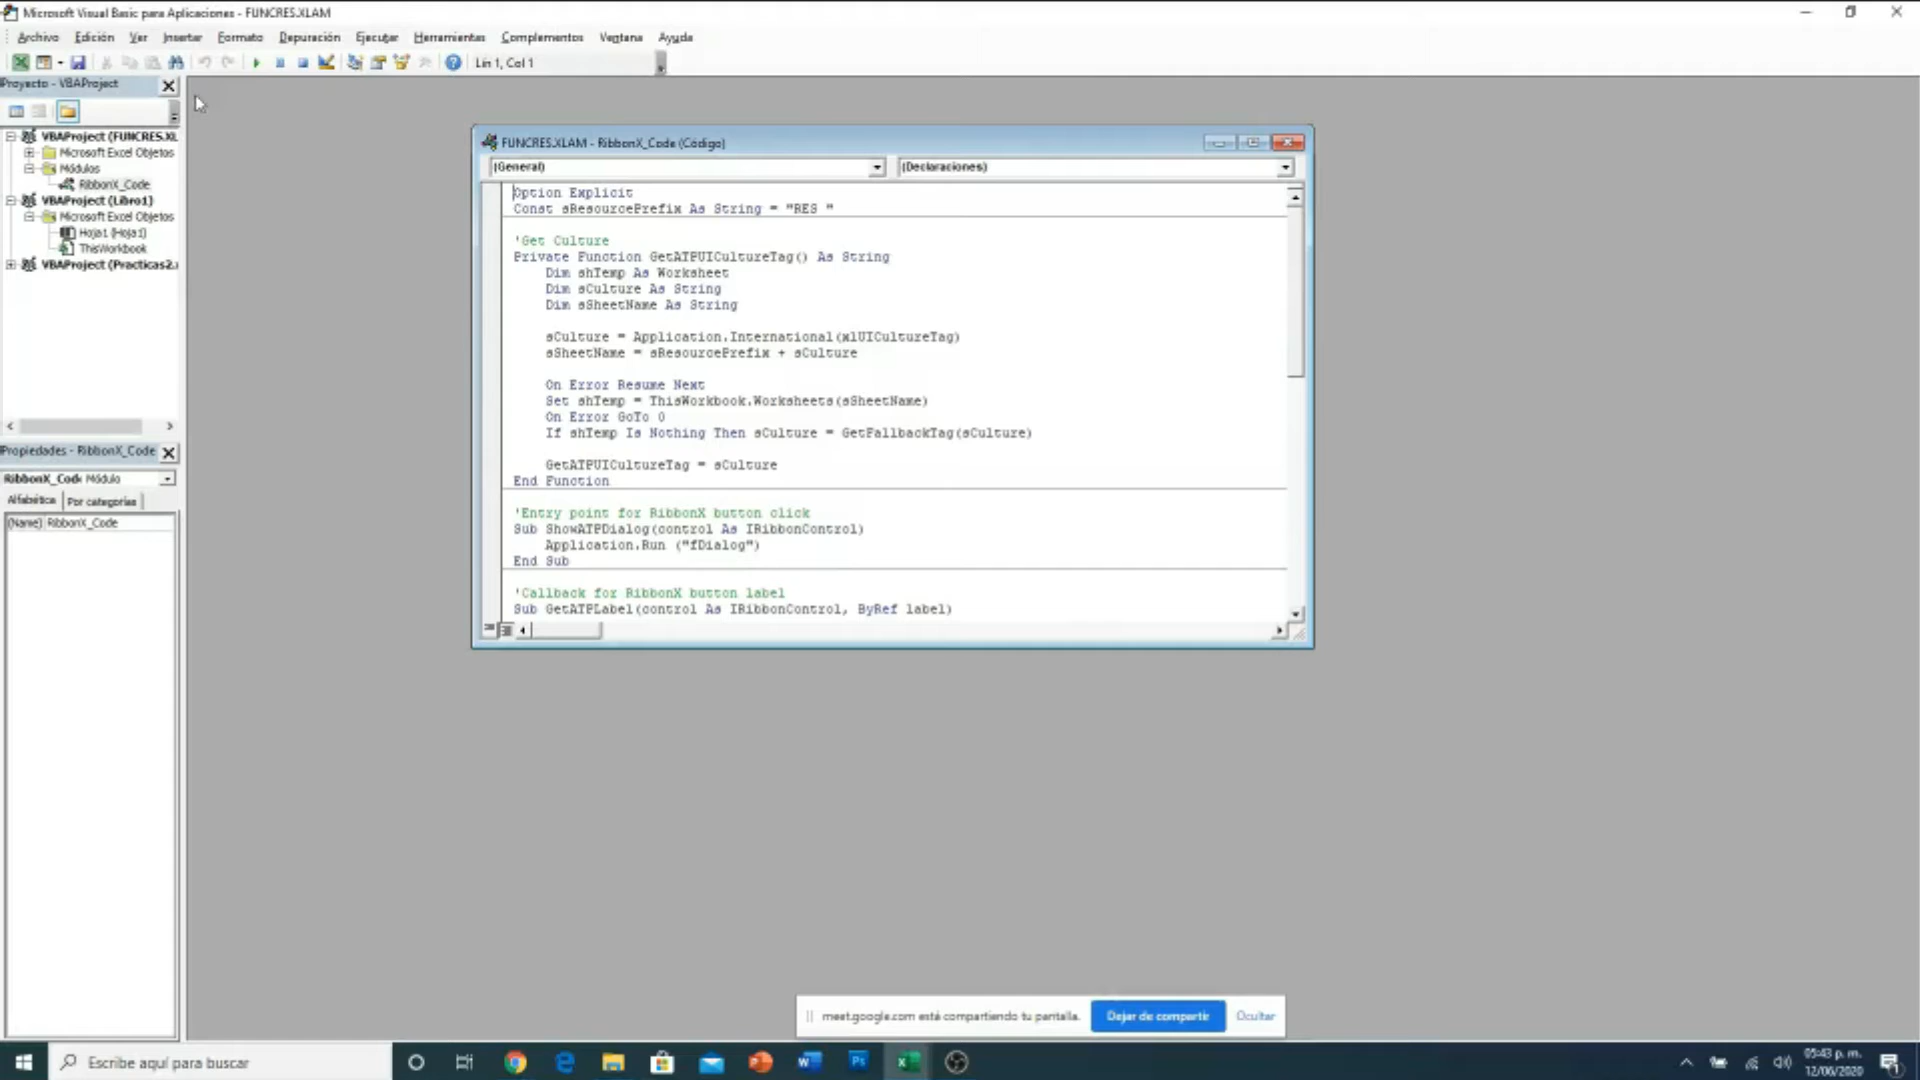 Microsoft Visual Basic para Aplicaciones - FUNCRES.XLAM
Archivo Edición Ver Insertar Formato Depuración Ejecutar Herramientas Complementos Ventana Ayuda
Lín 1, Col 1
Proyecto - VBAProject
VBAProject (FUNCRES.XL
Microsoft Excel Objetos
Módulos
RibbonX_Code
VBAProject (Libro1)
Microsoft Excel Objetos
Hoja1 (Hoja1)
ThisWorkbook
VBAProject (Practicas2.
Propiedades - RibbonX_Code
RibbonX_Code Módulo
Alfabética Por categorías
(Name) RibbonX_Code
FUNCRES.XLAM - RibbonX_Code (Código)
(General) (Declaraciones)
Option Explicit
Const sResourcePrefix As String = "RES "
'Get Culture
Private Function GetATPUICultureTag() As String
Dim shTemp As Worksheet
Dim sCulture As String
Dim sSheetName As String
sCulture = Application.International(xlUICultureTag)
sSheetName = sResourcePrefix + sCulture
On Error Resume Next
Set shTemp = ThisWorkbook.Worksheets(sSheetName)
On Error GoTo 0
If shTemp Is Nothing Then sCulture = GetFallbackTag(sCulture)
GetATPUICultureTag = sCulture
End Function
'Entry point for RibbonX button click
Sub ShowATPDialog(control As IRibbonControl)
Application.Run ("fDialog")
End Sub
'Callback for RibbonX button label
Sub GetATPLabel(control As IRibbonControl, ByRef label)
meet.google.com está compartiendo tu pantalla.
Dejar de compartir
Ocultar
Escribe aquí para buscar
05:43 p. m.
12/06/2020